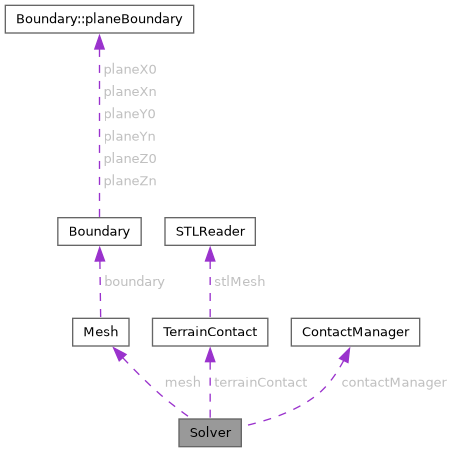 Boundary::planeBoundary
planeX0
planeXn
planeY0
planeYn
planeZ0
planeZn
Boundary
STLReader
boundary
stlMesh
Mesh
TerrainContact
ContactManager
mesh
terrainContact
contactManager
Solver